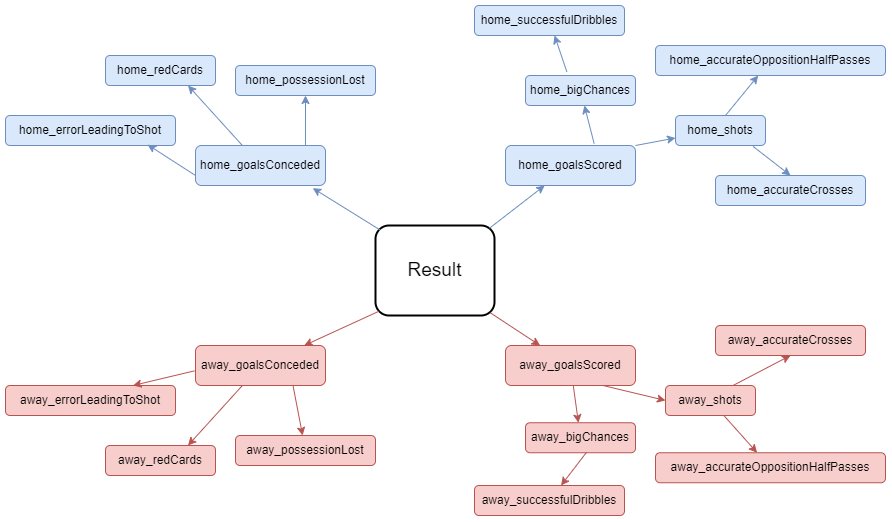 home_successfulDribbles
home_redCards
home_accurateOppositionHalfPasses
home_possessionLost
home_bigChances
home_errorLeadingToShot
home_shots
home_goalsConceded
home_goalsScored
home_accurateCrosses
Result
away_accurateCrosses
away_goalsConceded
away_goalsScored
away_errorLeadingToShot
away_shots
away_bigChances
away_possessionLost
away_redCards
away_accurateOppositionHalfPasses
away_successfulDribbles